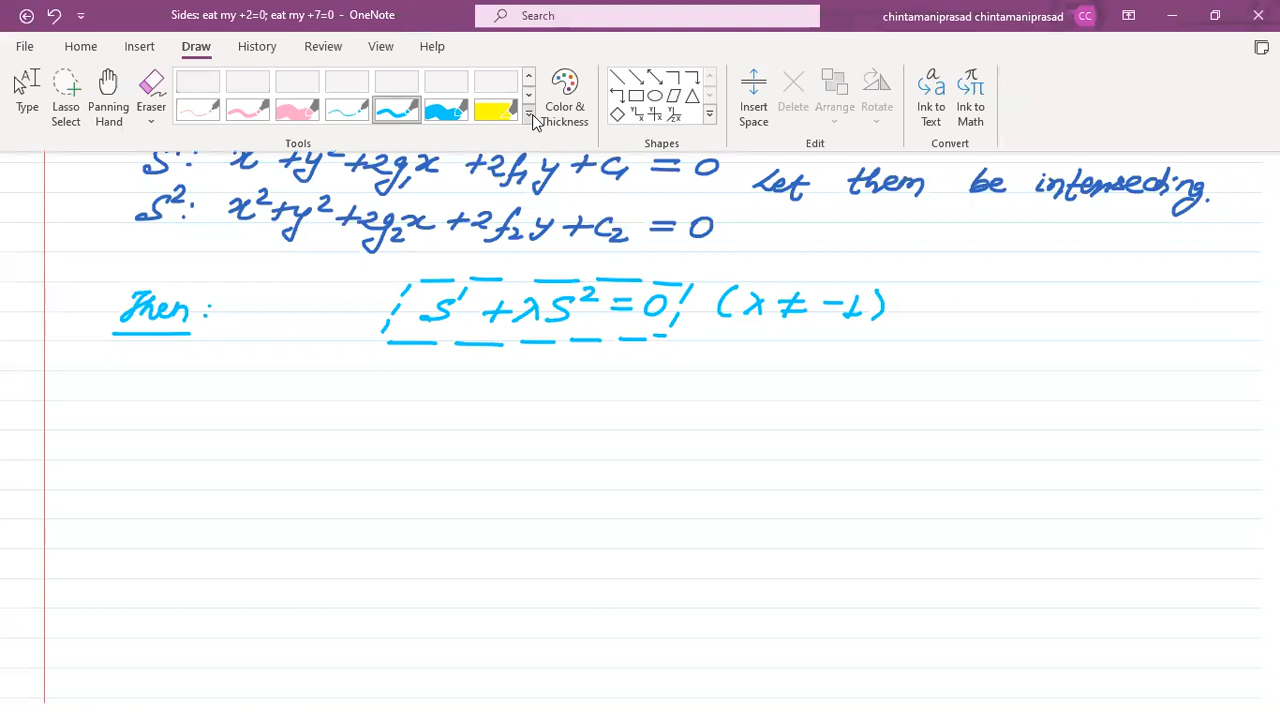 Sides: eat my +2=0; eat my +7=0 - OneNote
Search
chintamaniprasad chintamaniprasad CC
File Home Insert Draw History Review View Help
Type Lasso Select Panning Hand Eraser Color & Thickness Insert Space Delete Arrange Rotate Ink to Text Ink to Math
Tools Shapes Edit Convert
S¹: x² + y² + 2g₁x + 2f₁y + c₁ = 0 Let them be intersecting.
S²: x² + y² + 2g₂x + 2f₂y + c₂ = 0
Then: S' + λS² = 0 (λ ≠ -1)